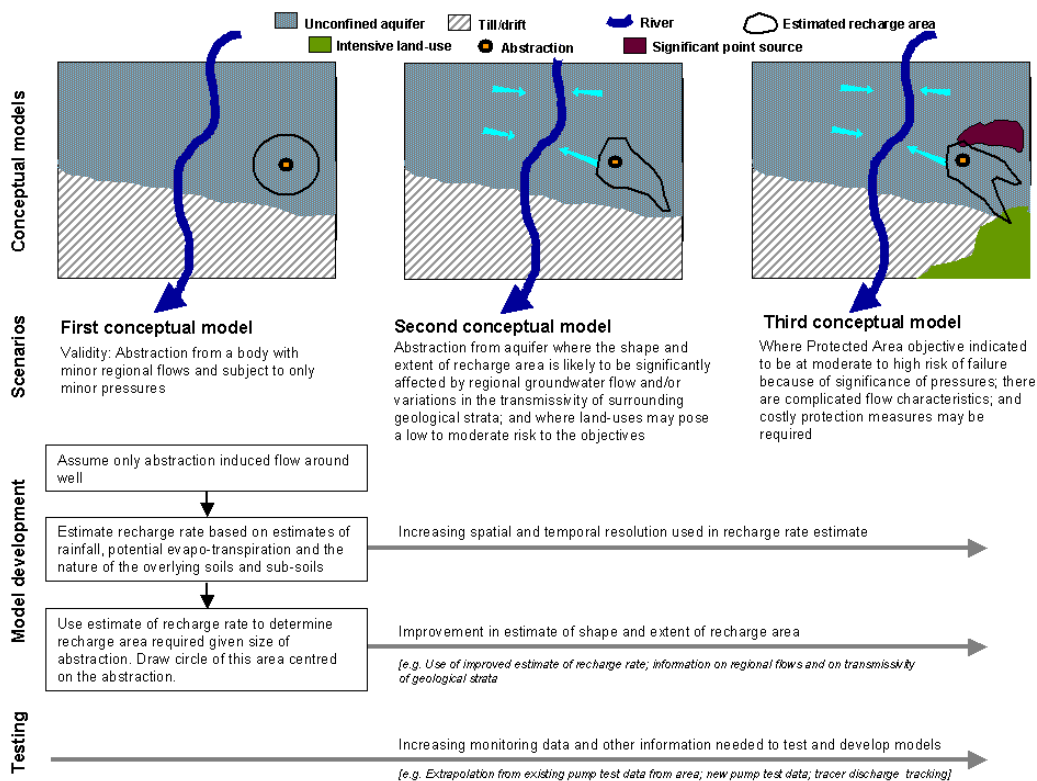 Unconfined aquifer
Till/drift
River
Estimated recharge area
Intensive land-use
Abstraction
Significant point source
Conceptual models
Scenarios
First conceptual model
Validity: Abstraction from a body with
minor regional flows and subject to only
minor pressures
Second conceptual model
Abstraction from aquifer where the shape and
extent of recharge area is likely to be significantly
affected by regional groundwater flow and/or
variations in the transmissivity of surrounding
geological strata; and where land-uses may pose
a low to moderate risk to the objectives
Third conceptual model
Where Protected Area objective indicated
to be at moderate to high risk of failure
because of significance of pressures; there
are complicated flow characteristics; and
costly protection measures may be
required
Model development
Assume only abstraction induced flow around
well
Estimate recharge rate based on estimates of
rainfall, potential evapo-transpiration and the
nature of the overlying soils and sub-soils
Increasing spatial and temporal resolution used in recharge rate estimate
Use estimate of recharge rate to determine
recharge area required given size of
abstraction. Draw circle of this area centred
on the abstraction.
Improvement in estimate of shape and extent of recharge area
[e.g. Use of improved estimate of recharge rate; information on regional flows and on transmissivity
of geological strata
Testing
Increasing monitoring data and other information needed to test and develop models
[e.g. Extrapolation from existing pump test data from area; new pump test data; tracer discharge tracking]